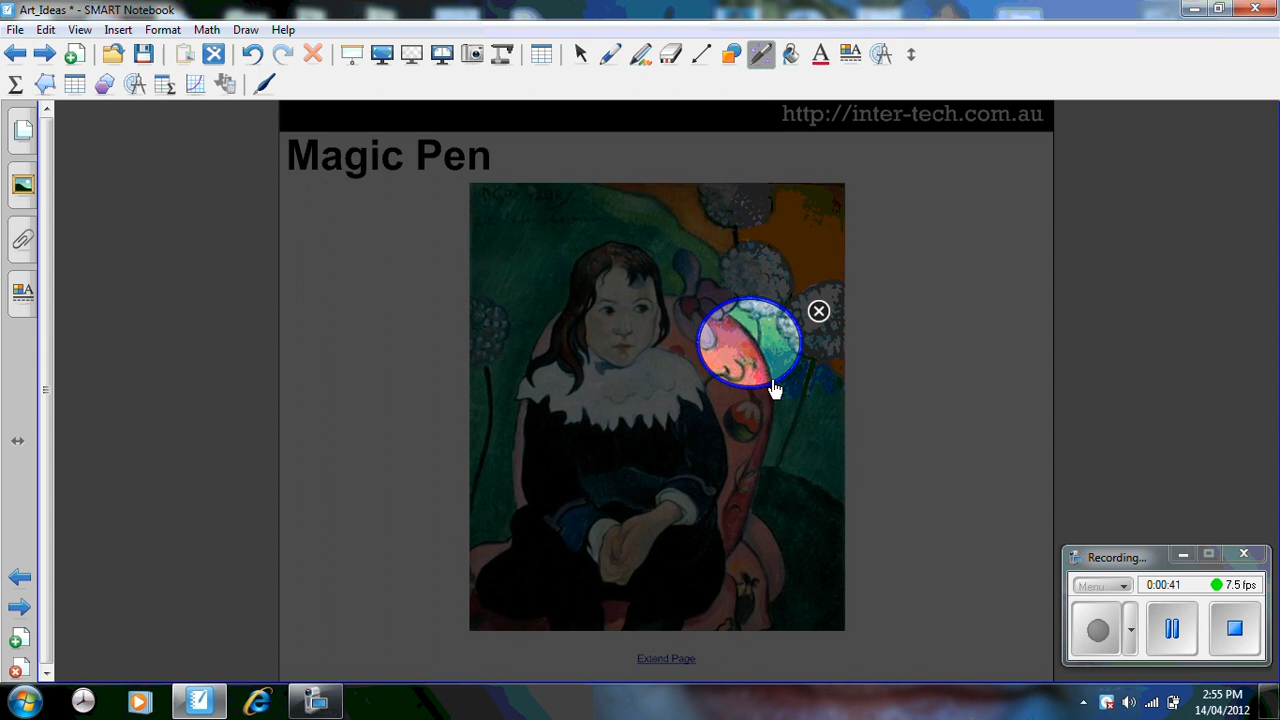 Art_Ideas * - SMART Notebook
File Edit View Insert Format Math Draw Help
http://inter-tech.com.au
Magic Pen
Extend Page
Recording...
Menu 0:00:41 7.5 fps
2:55 PM
14/04/2012